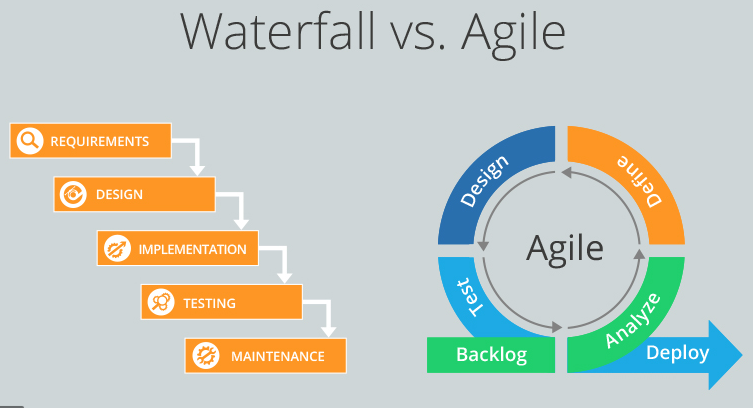 Waterfall vs. Agile
REQUIREMENTS
DESIGN
IMPLEMENTATION
TESTING
MAINTENANCE
Design
Define
Agile
Test
Analyze
Backlog
Deploy